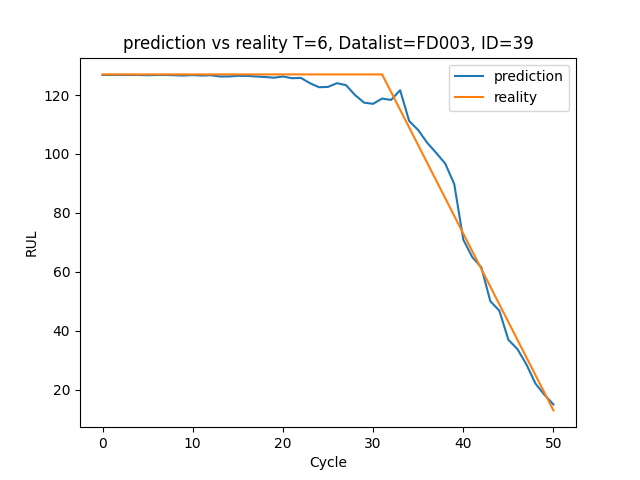 prediction vs reality T=6, Datalist=FD003, ID=39
prediction
reality
RUL
120
100
80
60
40
20
0 10 20 30 40 50
Cycle